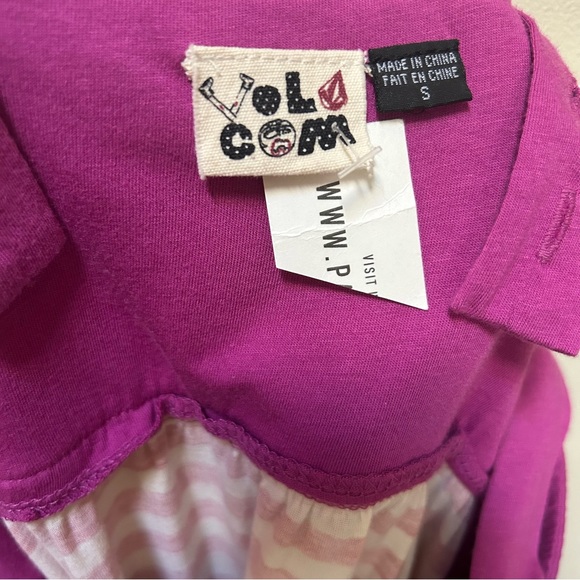 VOL
COM
MADE IN CHINA
FAIT EN CHINE
S
WWW.P
VISIT